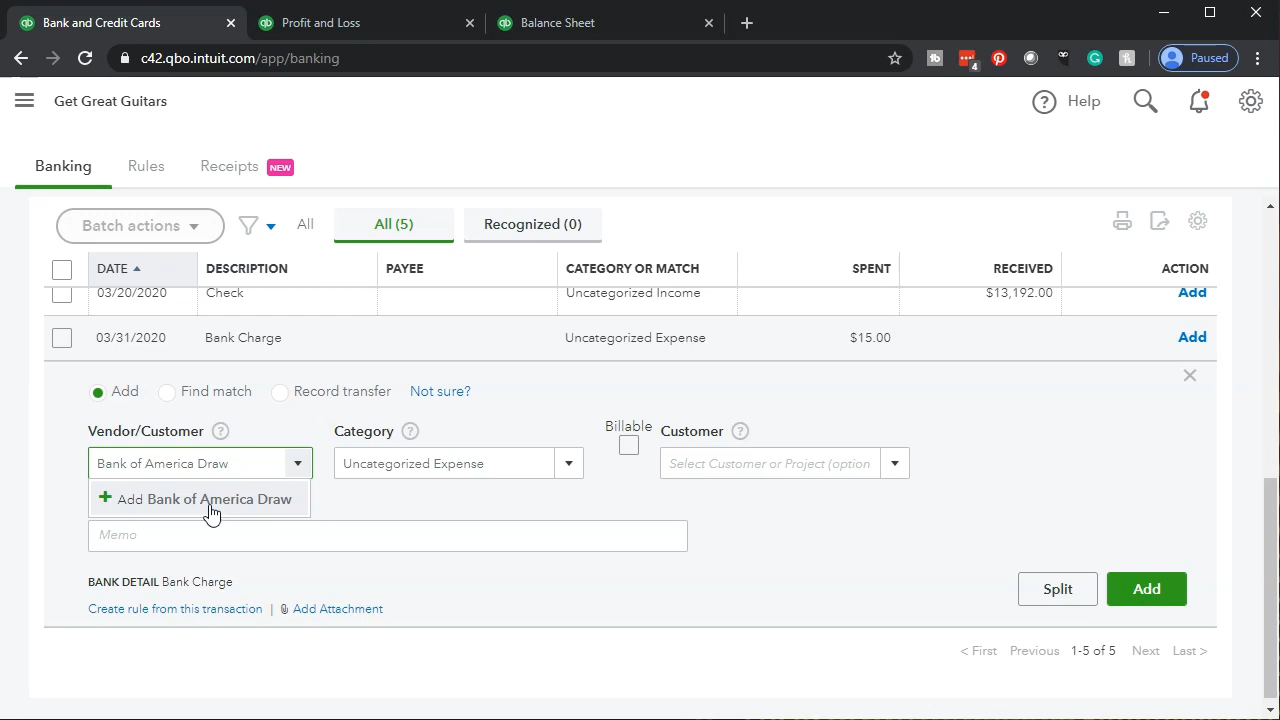 Bank and Credit Cards
Profit and Loss
Balance Sheet
c42.qbo.intuit.com/app/banking
4
Paused
Get Great Guitars
Help
Banking
Rules
Receipts NEW
Batch actions
All
All (5)
Recognized (0)
DATE
DESCRIPTION
PAYEE
CATEGORY OR MATCH
SPENT
RECEIVED
ACTION
03/20/2020
Check
Uncategorized Income
$13,192.00
Add
03/31/2020
Bank Charge
Uncategorized Expense
$15.00
Add
Add
Find match
Record transfer
Not sure?
Vendor/Customer
Category
Billable
Customer
Bank of America Draw
Uncategorized Expense
Select Customer or Project (option
Add Bank of America Draw
Memo
BANK DETAIL Bank Charge
Split
Add
Create rule from this transaction | Add Attachment
< First Previous 1-5 of 5 Next Last >